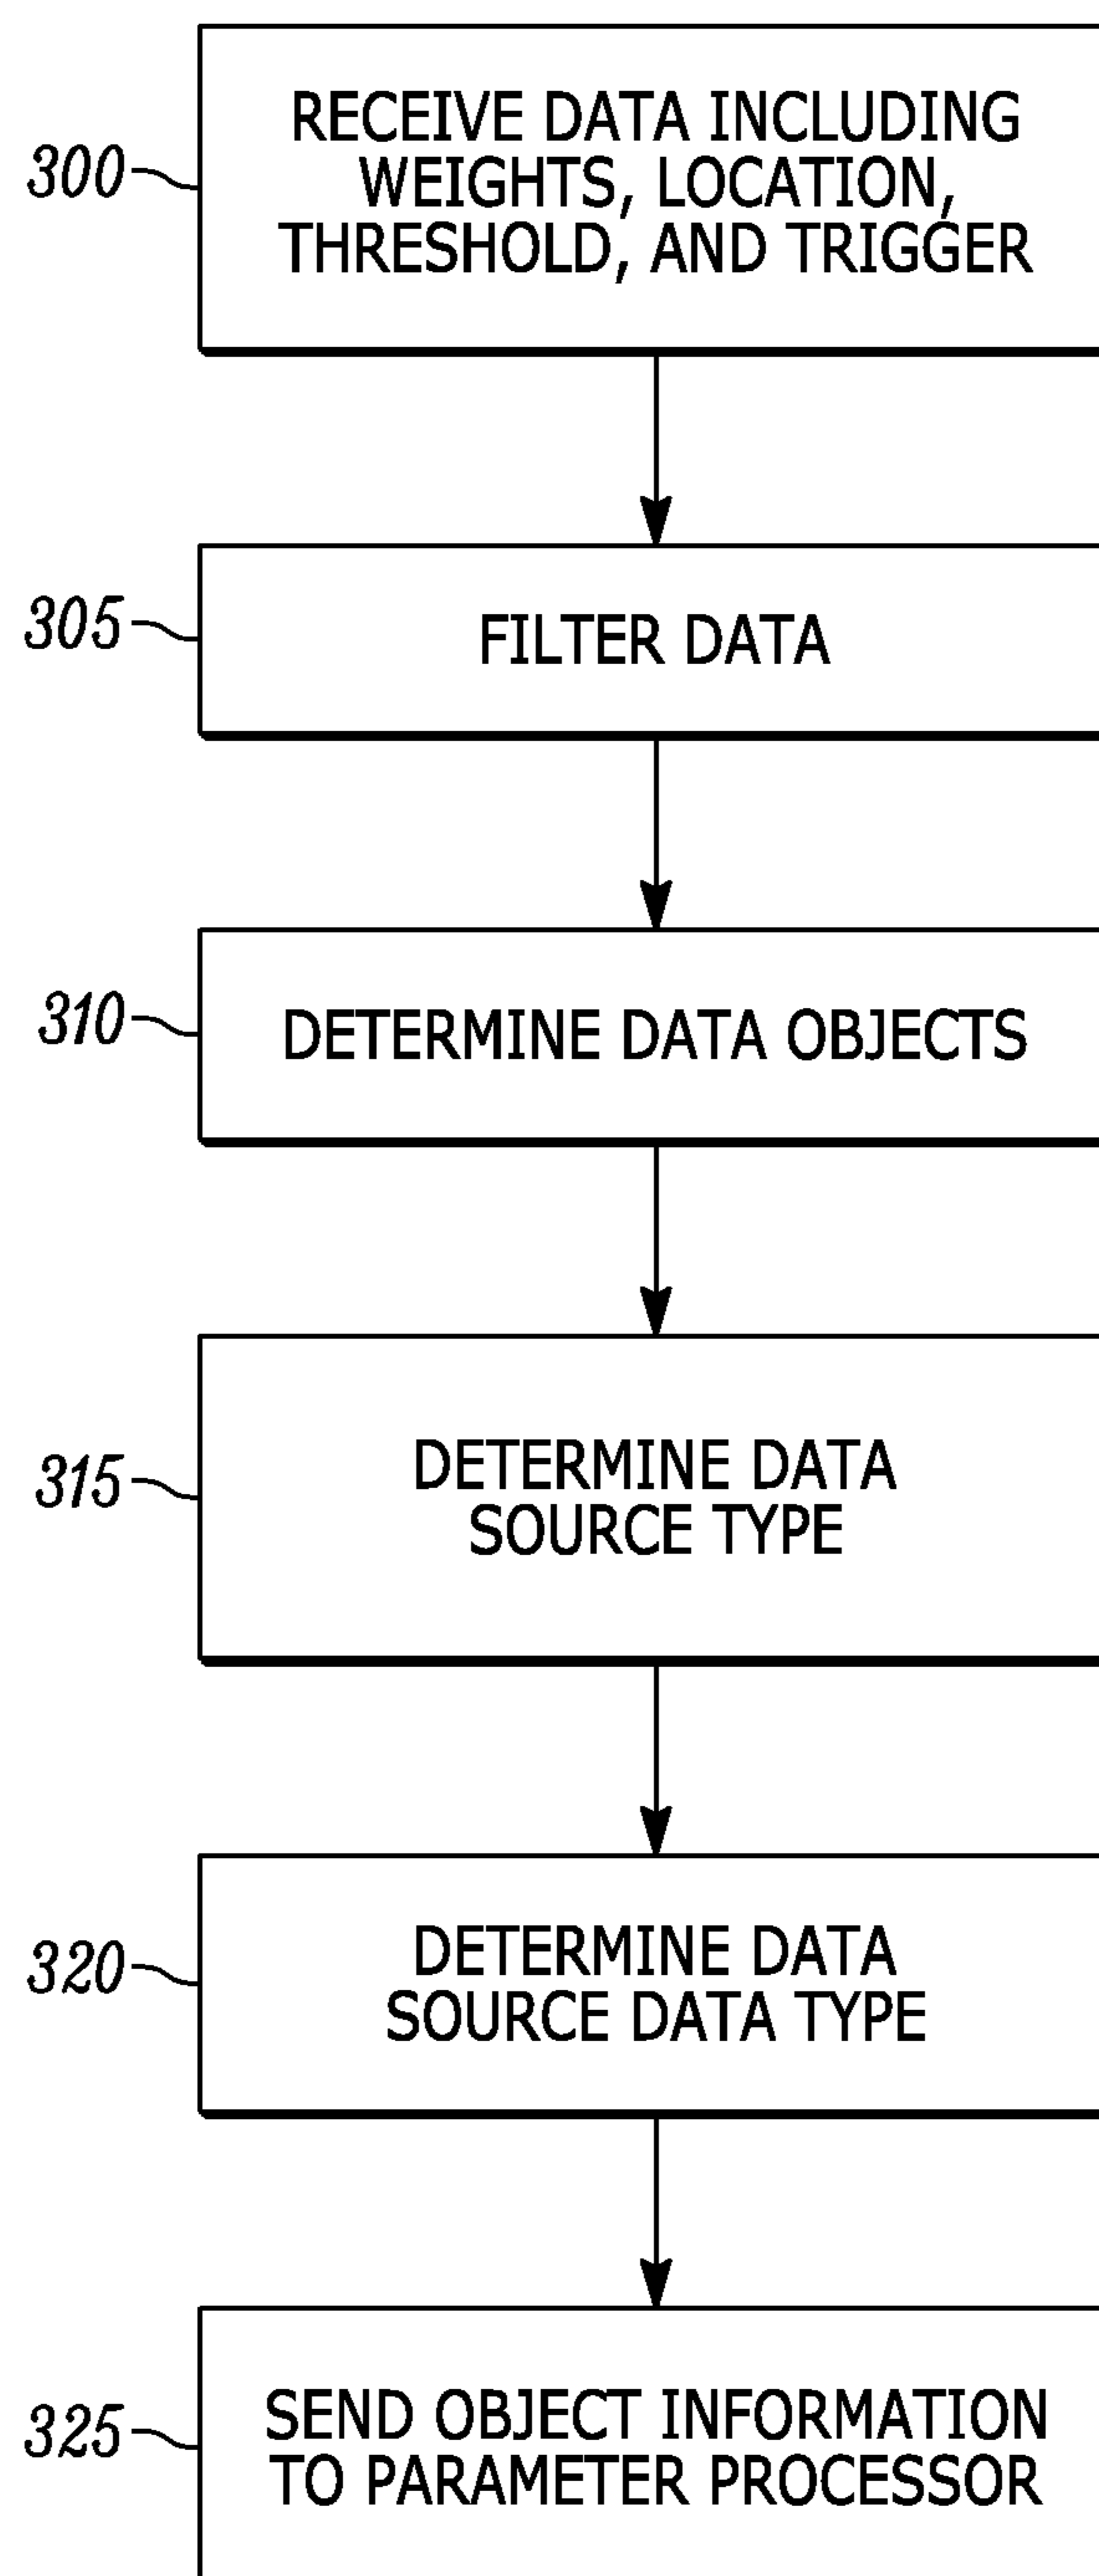 300
RECEIVE DATA INCLUDING
WEIGHTS, LOCATION,
THRESHOLD, AND TRIGGER
305
FILTER DATA
310
DETERMINE DATA OBJECTS
315
DETERMINE DATA
SOURCE TYPE
320
DETERMINE DATA
SOURCE DATA TYPE
325
SEND OBJECT INFORMATION
TO PARAMETER PROCESSOR